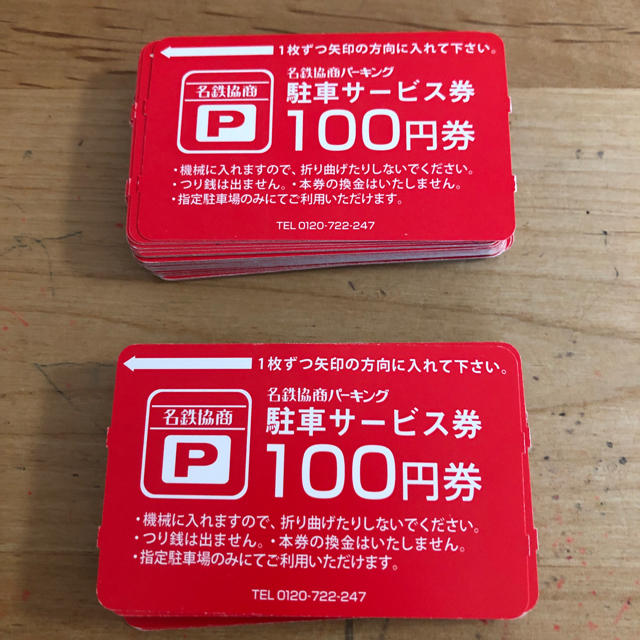 1枚ずつ矢印の方向に入れて下さい。
名鉄協商
P
名鉄協商パーキング
駐車サービス券
100円券
・機械に入れますので、折り曲げたりしないでください。
・つり銭は出ません。・本券の換金はいたしません。
・指定駐車場のみにてご利用いただけます。
TEL 0120-722-247
1枚ずつ矢印の方向に入れて下さい。
名鉄協商
P
名鉄協商パーキング
駐車サービス券
100円券
・機械に入れますので、折り曲げたりしないでください。
・つり銭は出ません。・本券の換金はいたしません。
・指定駐車場のみにてご利用いただけます。
TEL 0120-722-247